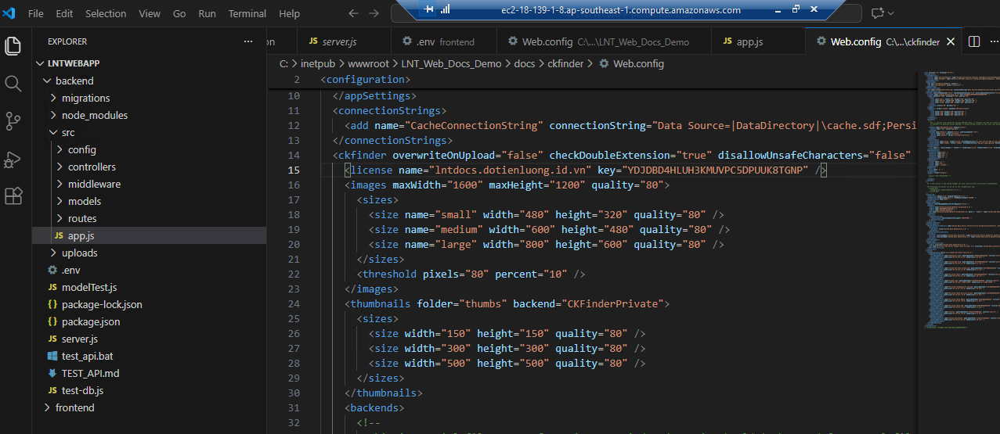 File Edit Selection View Go Run Terminal Help
ec2-18-139-1-8.ap-southeast-1.compute.amazonaws.com
EXPLORER
LNTWEBAPP
backend
migrations
node_modules
src
config
controllers
middleware
models
routes
JS app.js
uploads
.env
JS modelTest.js
{} package-lock.json
{} package.json
JS server.js
test_api.bat
TEST_API.md
JS test-db.js
frontend
on JS server.js .env frontend Web.config C:\...\LNT_Web_Docs_Demo JS app.js Web.config C:\...\ckfinder
C: > inetpub > wwwroot > LNT_Web_Docs_Demo > docs > ckfinder > Web.config
2 <configuration>
10 </appSettings>
11 <connectionStrings>
12 <add name="CacheConnectionString" connectionString="Data Source=|DataDirectory|\cache.sdf;Persi
13 </connectionStrings>
14 <ckfinder overwriteOnUpload="false" checkDoubleExtension="true" disallowUnsafeCharacters="false"
15 <license name="lntdocs.dotienluong.id.vn" key="YDJDBD4HLUH3KMUVPC5DPUUK8TGNP" />
16 <images maxWidth="1600" maxHeight="1200" quality="80">
17 <sizes>
18 <size name="small" width="480" height="320" quality="80" />
19 <size name="medium" width="600" height="480" quality="80" />
20 <size name="large" width="800" height="600" quality="80" />
21 </sizes>
22 <threshold pixels="80" percent="10" />
23 </images>
24 <thumbnails folder="thumbs" backend="CKFinderPrivate">
25 <sizes>
26 <size width="150" height="150" quality="80" />
27 <size width="300" height="300" quality="80" />
28 <size width="500" height="500" quality="80" />
29 </sizes>
30 </thumbnails>
31 <backends>
32 <!--